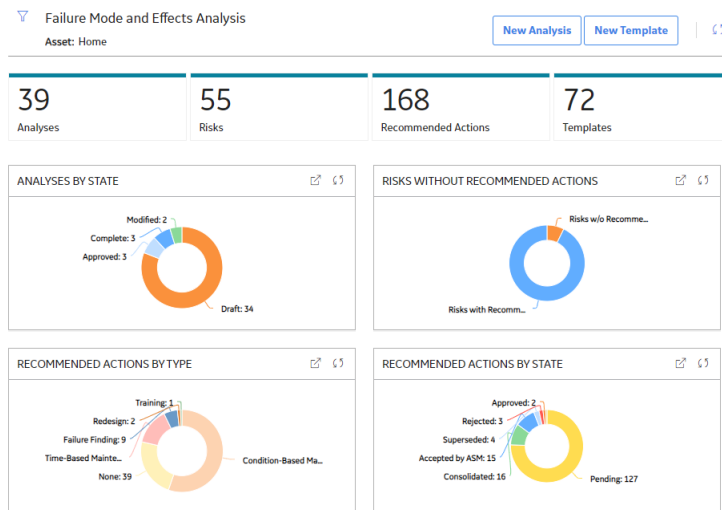 Failure Mode and Effects Analysis
Asset: Home
New Analysis
New Template
39
Analyses
55
Risks
168
Recommended Actions
72
Templates
ANALYSES BY STATE
Modified: 2
Complete: 3
Approved: 3
Draft: 34
RISKS WITHOUT RECOMMENDED ACTIONS
Risks w/o Recomme...
Risks with Recomm...
RECOMMENDED ACTIONS BY TYPE
Training: 1
Redesign: 2
Failure Finding: 9
Time-Based Mainte...
None: 39
Condition-Based Ma...
RECOMMENDED ACTIONS BY STATE
Approved: 2
Rejected: 3
Superseded: 4
Accepted by ASM: 15
Consolidated: 16
Pending: 127